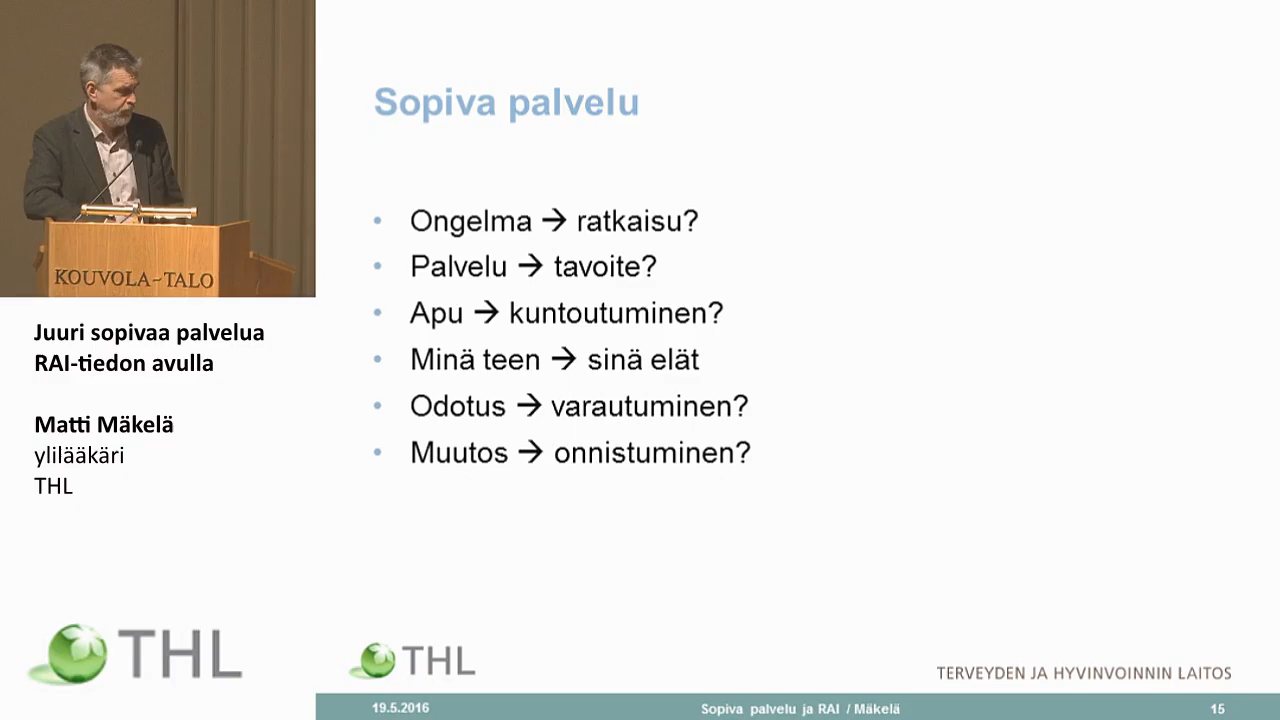 KOUVOLA-TALO
Juuri sopivaa palvelua
RAI-tiedon avulla
Matti Mäkelä
ylilääkäri
THL
THL
Sopiva palvelu
• Ongelma → ratkaisu?
• Palvelu → tavoite?
• Apu → kuntoutuminen?
• Minä teen → sinä elät
• Odotus → varautuminen?
• Muutos → onnistuminen?
THL
TERVEYDEN JA HYVINVOINNIN LAITOS
19.5.2016 Sopiva palvelu ja RAI / Mäkelä 15